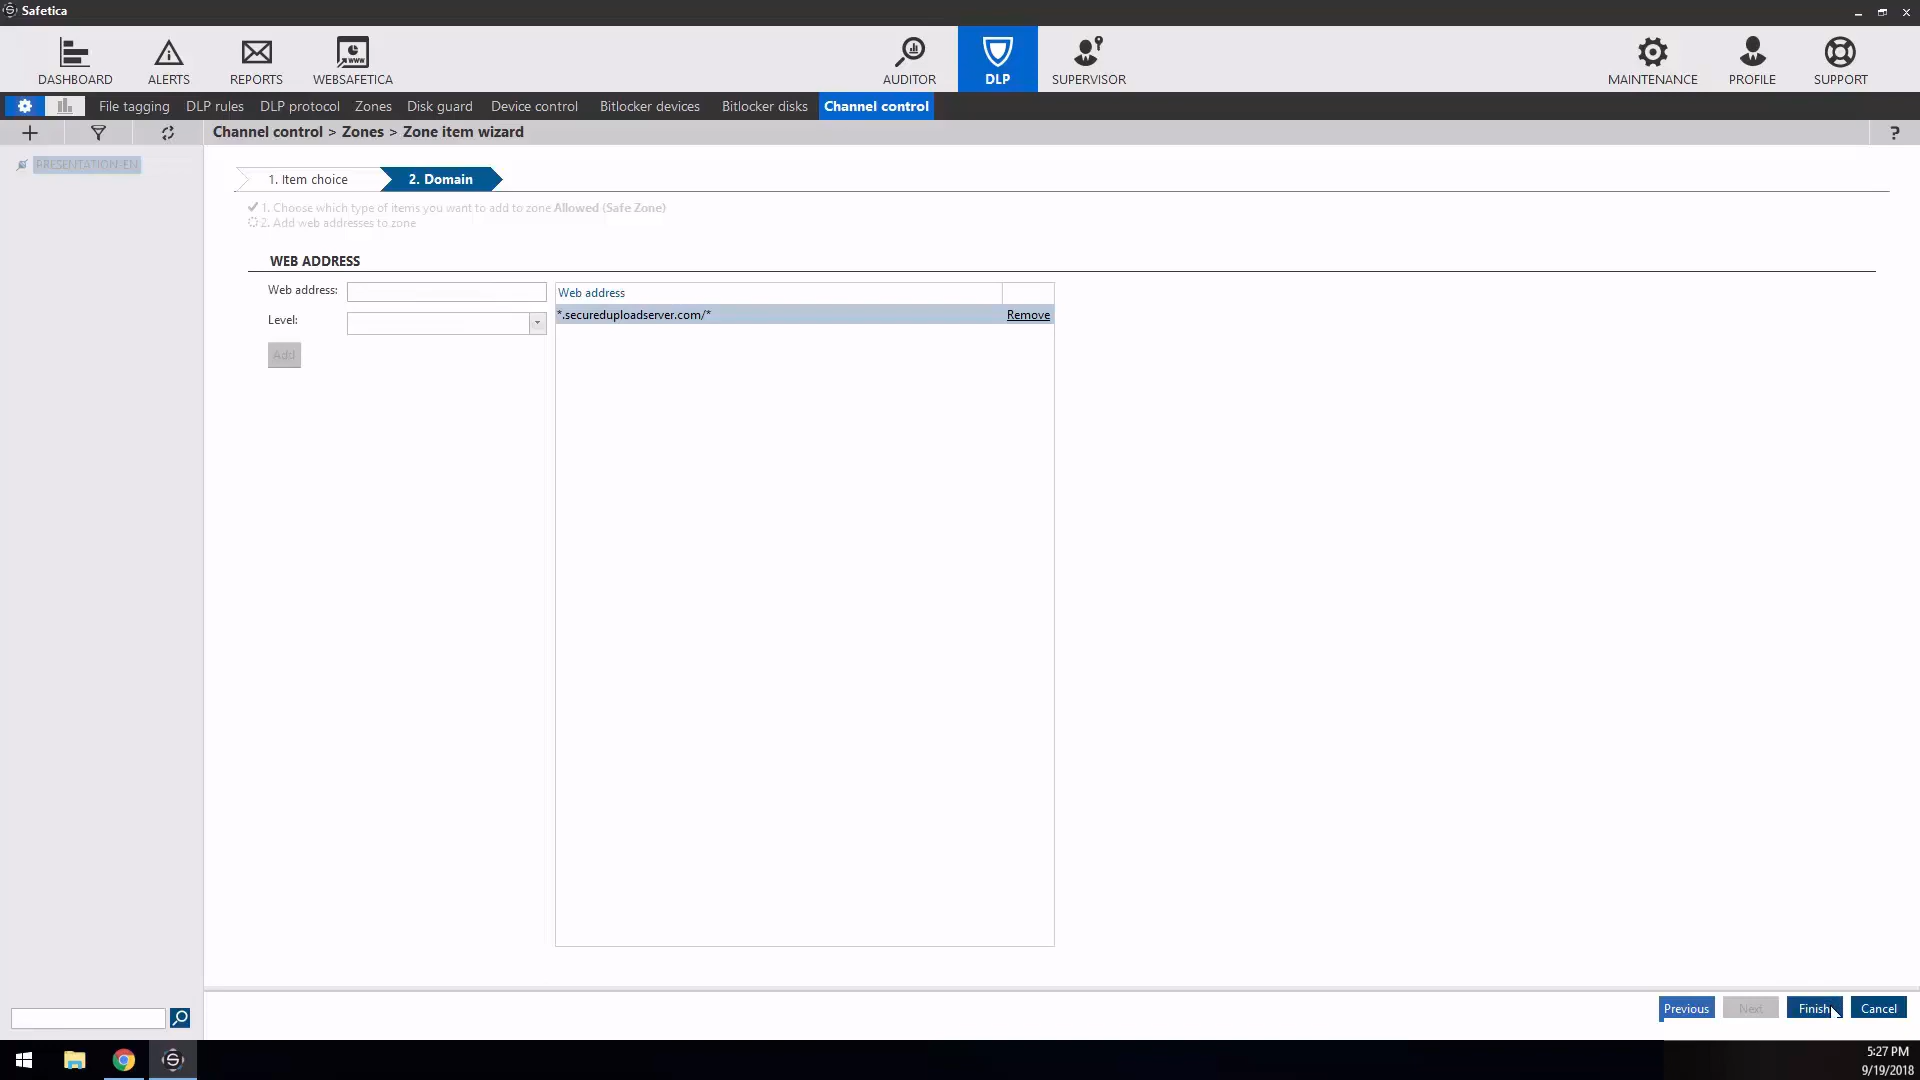 Safetica
DASHBOARD
ALERTS
REPORTS
WWW
WEBSAFETICA
AUDITOR
DLP
SUPERVISOR
MAINTENANCE
PROFILE
SUPPORT
File tagging
DLP rules
DLP protocol
Zones
Disk guard
Device control
Bitlocker devices
Bitlocker disks
Channel control
Channel control > Zones > Zone item wizard
?
PRESENTATION-EN
1. Item choice
2. Domain
1. Choose which type of items you want to add to zone Allowed (Safe Zone)
2. Add web addresses to zone
WEB ADDRESS
Web address:
Level:
Add
Web address
*.secureduploadserver.com/*
Remove
Previous
Next
Finish
Cancel
5:27 PM
9/19/2018